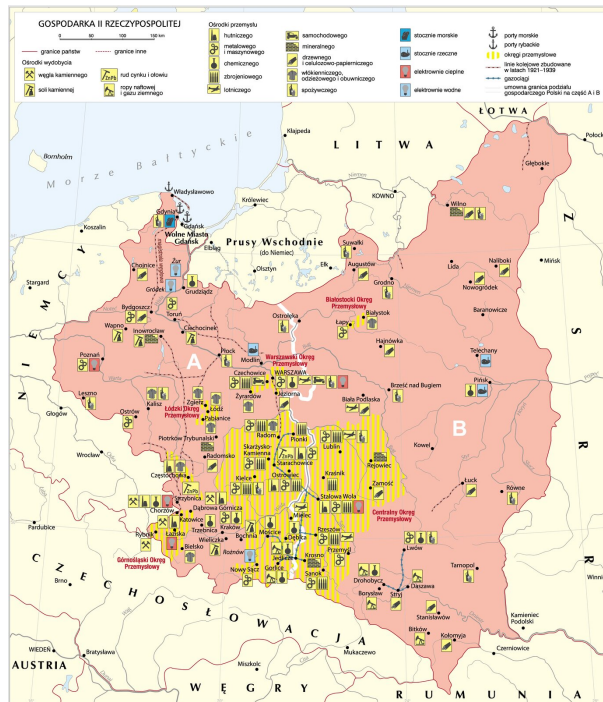 GOSPODARKA II RZECZYPOSPOLITEJ
0 50 100 150 km
granice państw
granice inne
Ośrodki wydobycia
węgla kamiennego
soli kamiennej
rud cynku i ołowiu
ropy naftowej
i gazu ziemnego
Ośrodki przemysłu
hutniczego
metalowego
i maszynowego
chemicznego
zbrojeniowego
lotniczego
samochodowego
mineralnego
drzewnego
i celulozowo-papierniczego
włókienniczego,
odzieżowego i obuwniczego
spożywczego
stocznie morskie
stocznie rzeczne
elektrownie cieplne
elektrownie wodne
porty morskie
porty rybackie
okręgi przemysłowe
linie kolejowe zbudowane
w latach 1921–1939
gazociągi
umowna granica podziału
gospodarczego Polski na część A i B
ŁOTWA
Połock
Kłajpeda
LITWA
Bornholm
Morze Bałtyckie
Głębokie
Władysławowo
Królewiec
KOWNO
Wilno
Gdynia
Gdańsk
Wolne Miasto
Gdańsk
Koszalin
Elbląg
Prusy Wschodnie
(do Niemiec)
Suwałki
Mińsk
Z S R R
Ełk
Olsztyn
Augustów
Lida
Naliboki
Nowogródek
Stargard
Chojnice
Żur
Gródek
Grudziądz
Grodno
NIEMCY
Białostocki Okręg
Przemysłowy
Baranowicze
Bydgoszcz
Toruń
Ostrołęka
Łapy
Białystok
Wapno
Inowrocław
Ciechocinek
Hajnówka
Poznań
A
Płock
Modlin
Warszawski Okręg
Przemysłowy
Telechany
Czechowice
WARSZAWA
Pińsk
Leszno
Kalisz
Żyrardów
Jeziorna
Biała Podlaska
Brześć nad Bugiem
Głogów
Zgierz
Łódź
Łódzki Okręg
Przemysłowy
Pabianice
B
Ostrów
Piotrków Trybunalski
Radom
Pionki
Lublin
Kowel
Wrocław
Radomsko
Skarżysko-
Kamienna
Starachowice
Rejowiec
Kielce
Ostrowiec
Kraśnik
Zamość
Łuck
Równe
Częstochowa
Stalowa Wola
Centralny Okręg
Przemysłowy
Strzybnica
Chorzów
Dąbrowa Górnicza
Katowice
Kraków
Mielec
Pardubice
Trzebnica
Rzeszów
Rybnik
Łaziska
Wieliczka
Bochnia
Mościce
Dębica
Lwów
Górnośląski Okręg
Przemysłowy
Bielsko
Rożnów
Jedlicze
Krosno
Przemyśl
Nowy Sącz
Gorlice
Sanok
Drohobycz
Daszawa
Tarnopol
Brno
Borysław
Stryj
CZECHOSŁOWACJA
Stanisławów
Bitków
Kołomyja
Kamieniec
Podolski
Czerniowce
WIEDEŃ
Bratysława
Mukaczewo
Miszkolc
AUSTRIA
WĘGRY
RUMUNIA